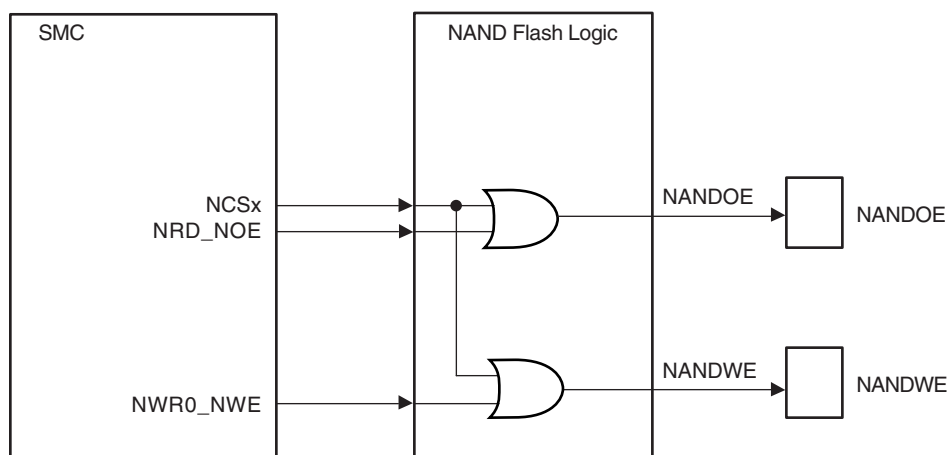 SMC
NAND Flash Logic
NCSx
NRD_NOE
NANDOE
NANDOE
NWR0_NWE
NANDWE
NANDWE